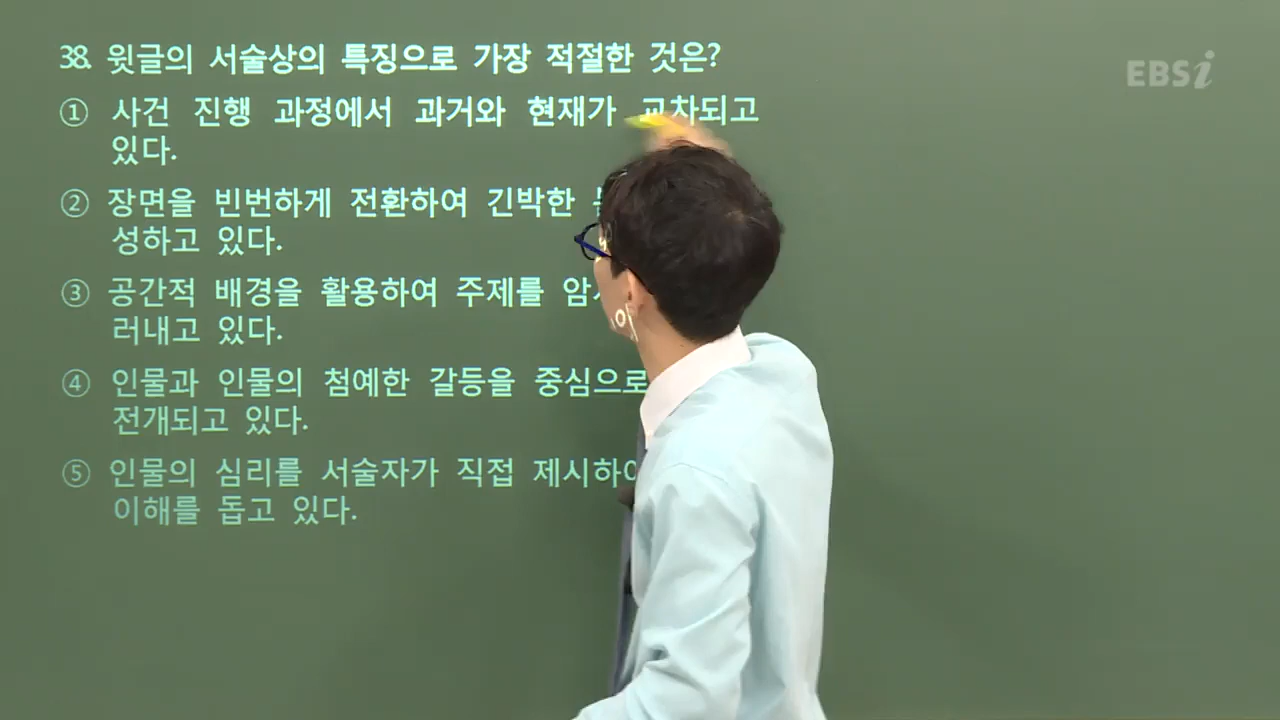 38. 윗글의 서술상의 특징으로 가장 적절한 것은?
EBSi
① 사건 진행 과정에서 과거와 현재가 교차되고
있다.
② 장면을 빈번하게 전환하여 긴박한
성하고 있다.
③ 공간적 배경을 활용하여 주제를
러내고 있다.
④ 인물과 인물의 첨예한 갈등을 중심으로
전개되고 있다.
⑤ 인물의 심리를 서술자가 직접
이해를 돕고 있다.